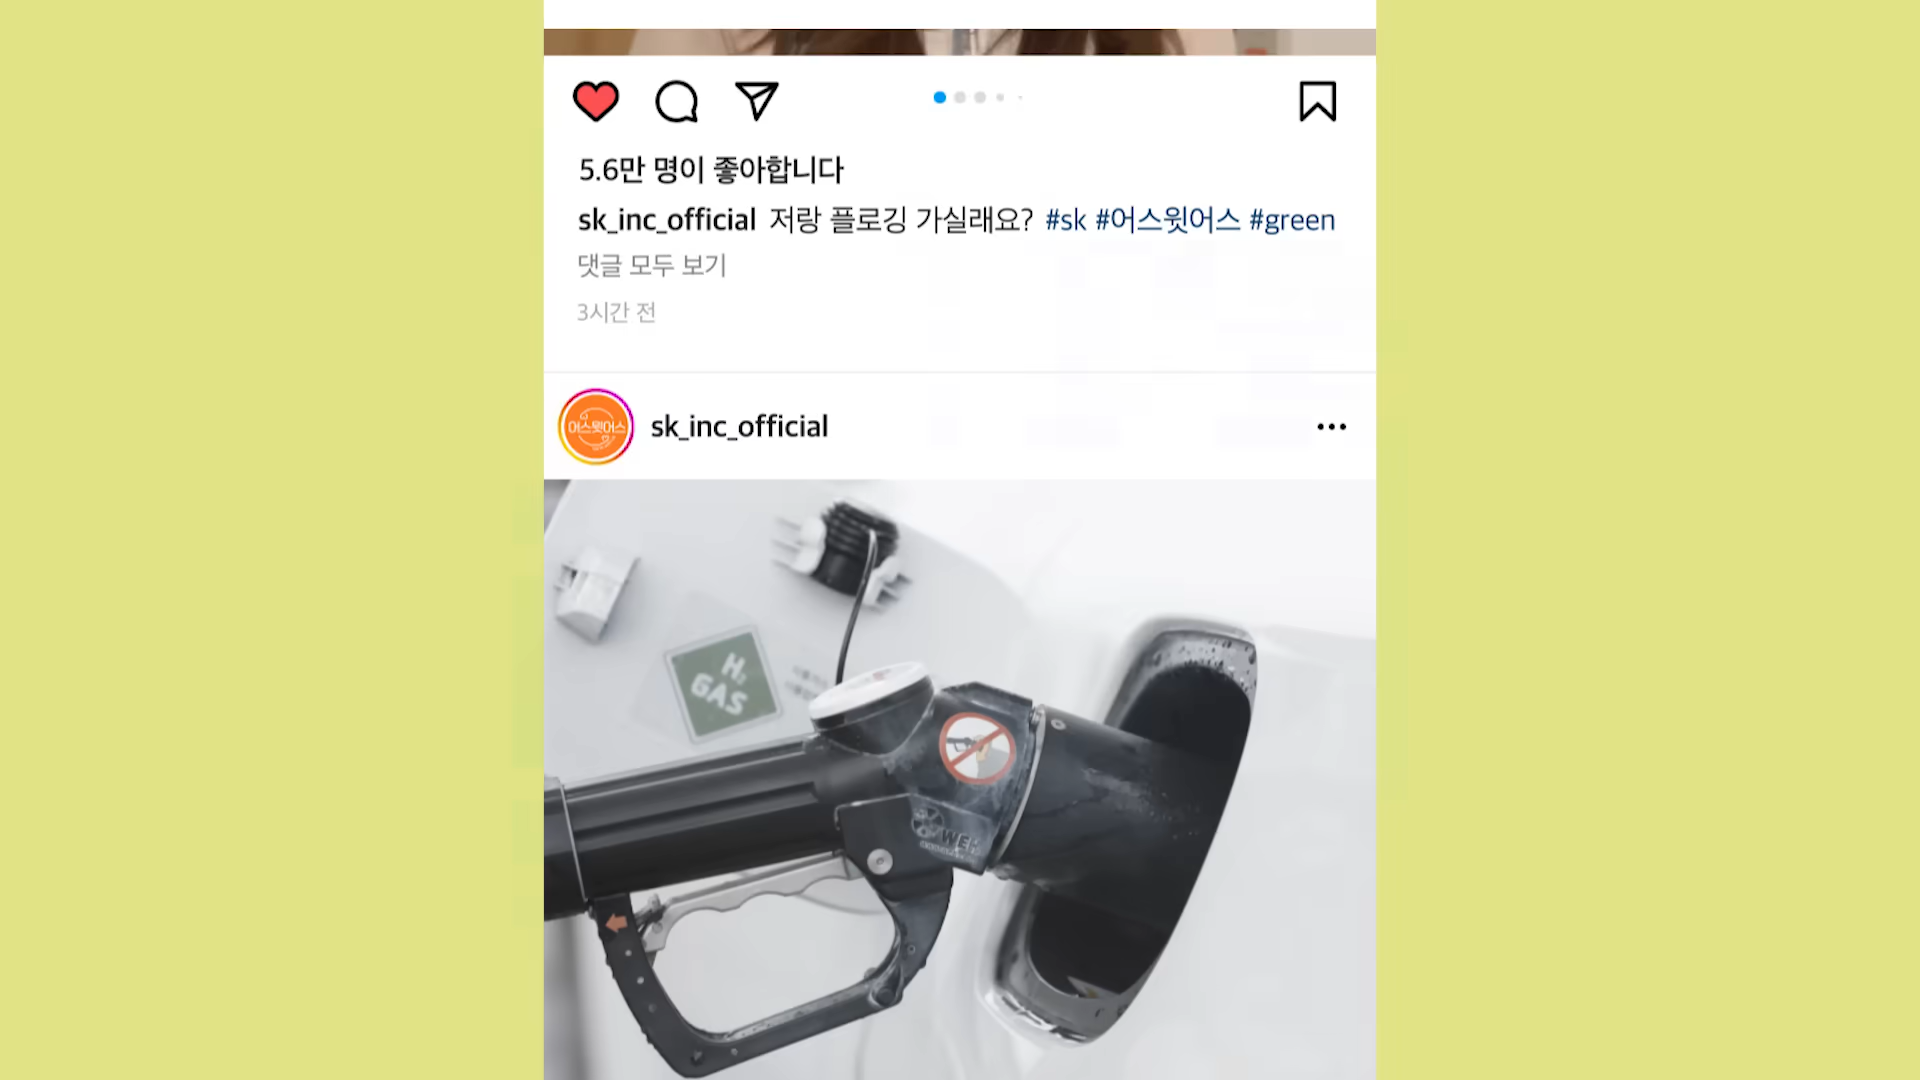 5.6만 명이 좋아합니다
sk_inc_official 저랑 플로깅 가실래요? #sk #어스윗어스 #green
댓글 모두 보기
3시간 전
어스윗어스
sk_inc_official
H₂
GAS
WEH